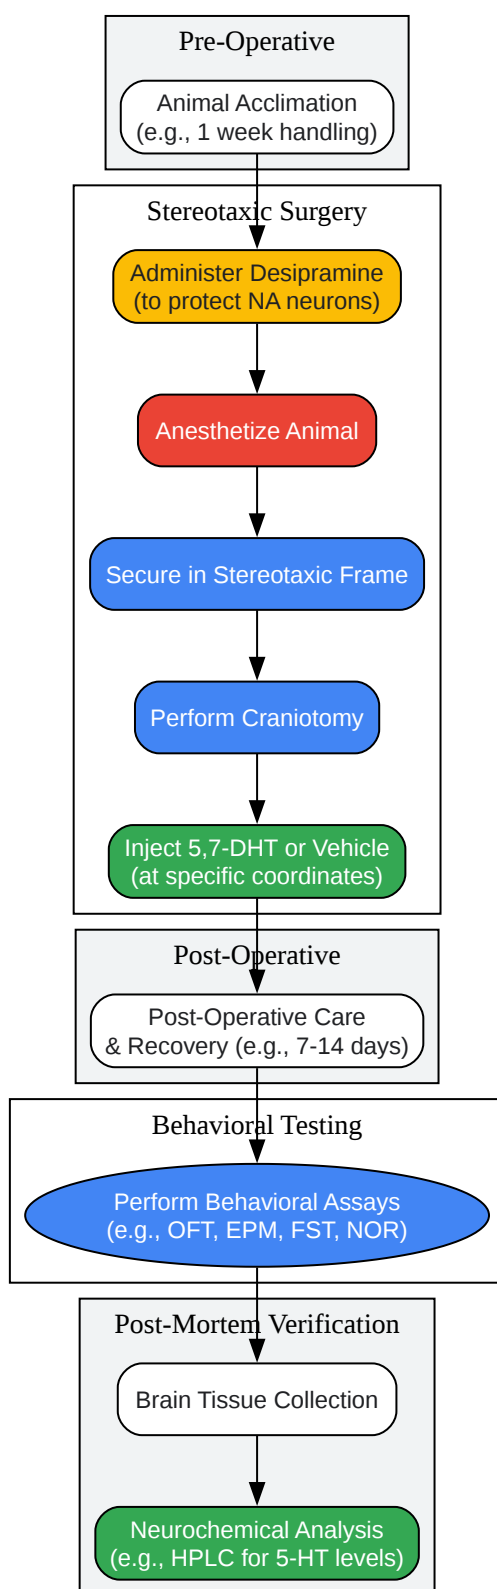 Pre-Operative
Animal Acclimation
(e.g., 1 week handling)
Stereotaxic Surgery
Administer Desipramine
(to protect NA neurons)
Anesthetize Animal
Secure in Stereotaxic Frame
Perform Craniotomy
Inject 5,7-DHT or Vehicle
(at specific coordinates)
Post-Operative
Post-Operative Care
& Recovery (e.g., 7-14 days)
Behavioral Testing
Perform Behavioral Assays
(e.g., OFT, EPM, FST, NOR)
Post-Mortem Verification
Brain Tissue Collection
Neurochemical Analysis
(e.g., HPLC for 5-HT levels)